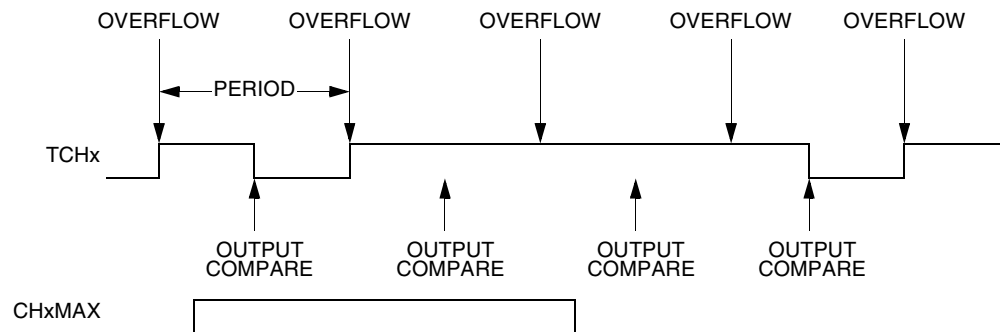 OVERFLOW OVERFLOW OVERFLOW OVERFLOW OVERFLOW
PERIOD
TCHx
OUTPUT COMPARE
OUTPUT COMPARE
OUTPUT COMPARE
OUTPUT COMPARE
CHxMAX